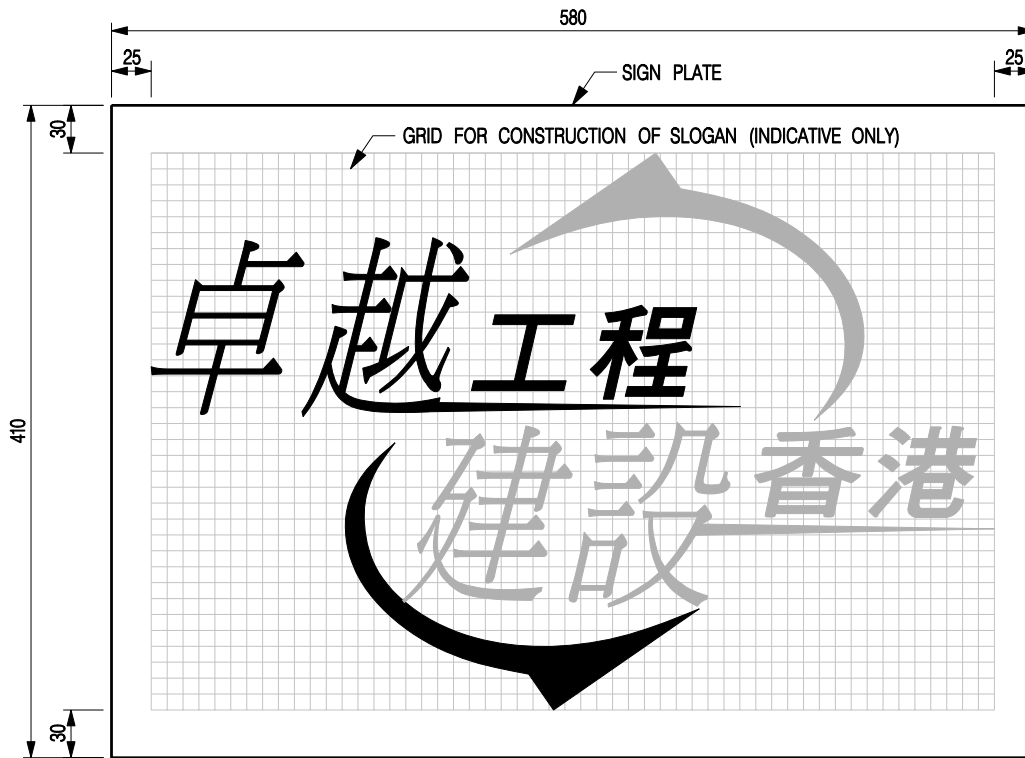 580
25 25
SIGN PLATE
30
GRID FOR CONSTRUCTION OF SLOGAN (INDICATIVE ONLY)
卓越工程
410
建設香港
30